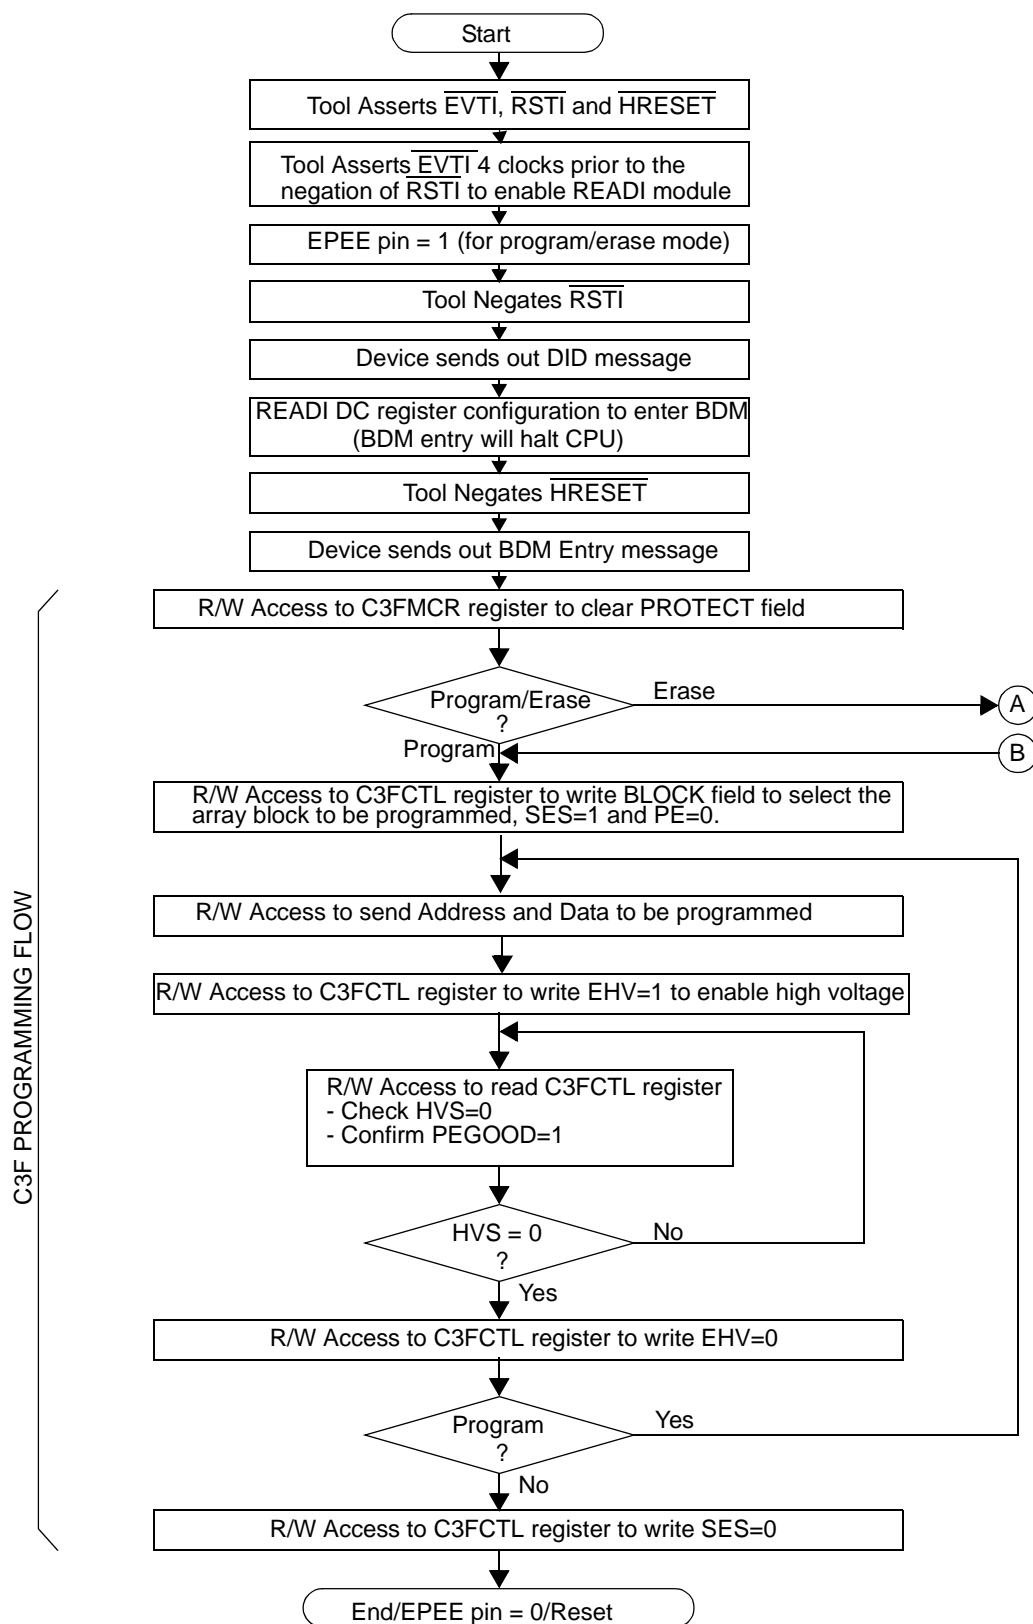 Start
Tool Asserts EVTI, RSTI and HRESET
Tool Asserts EVTI 4 clocks prior to the
negation of RSTI to enable READI module
EPEE pin = 1 (for program/erase mode)
Tool Negates RSTI
Device sends out DID message
READI DC register configuration to enter BDM
(BDM entry will halt CPU)
Tool Negates HRESET
Device sends out BDM Entry message
C3F PROGRAMMING FLOW
R/W Access to C3FMCR register to clear PROTECT field
Program/Erase
?
Erase
A
Program
B
R/W Access to C3FCTL register to write BLOCK field to select the
array block to be programmed, SES=1 and PE=0.
R/W Access to send Address and Data to be programmed
R/W Access to C3FCTL register to write EHV=1 to enable high voltage
R/W Access to read C3FCTL register
- Check HVS=0
- Confirm PEGOOD=1
HVS = 0
?
No
Yes
R/W Access to C3FCTL register to write EHV=0
Program
?
Yes
No
R/W Access to C3FCTL register to write SES=0
End/EPEE pin = 0/Reset